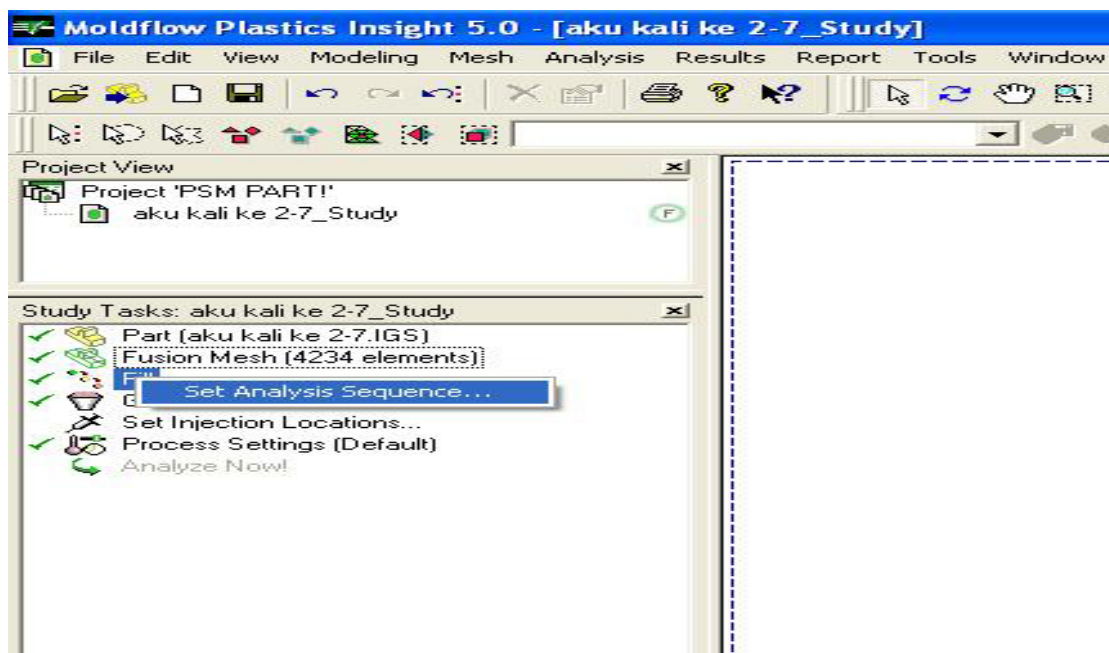 Moldflow Plastics Insight 5.0 - [aku kali ke 2-7_Study]
File Edit View Modeling Mesh Analysis Results Report Tools Window
Project View
Project 'PSM PART!'
aku kali ke 2-7_Study
F
Study Tasks: aku kali ke 2-7_Study
Part (aku kali ke 2-7.IGS)
Fusion Mesh (4234 elements)
Set Analysis Sequence...
Set Injection Locations...
Process Settings (Default)
Analyze Now!